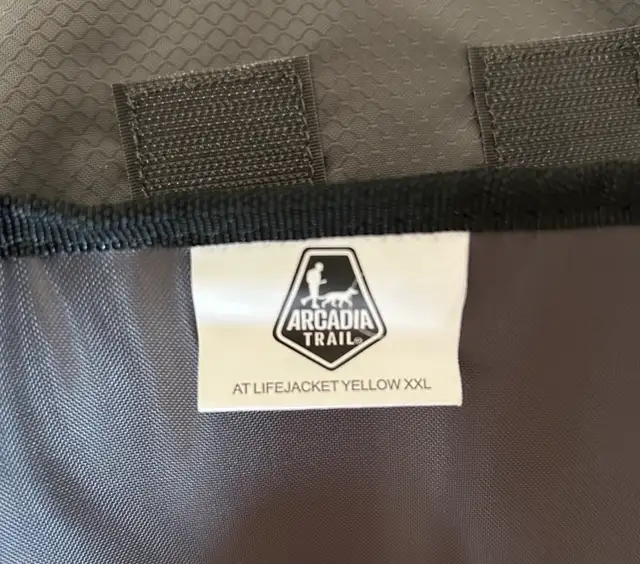 ARCADIA
TRAIL®
AT LIFEJACKET YELLOW XXL